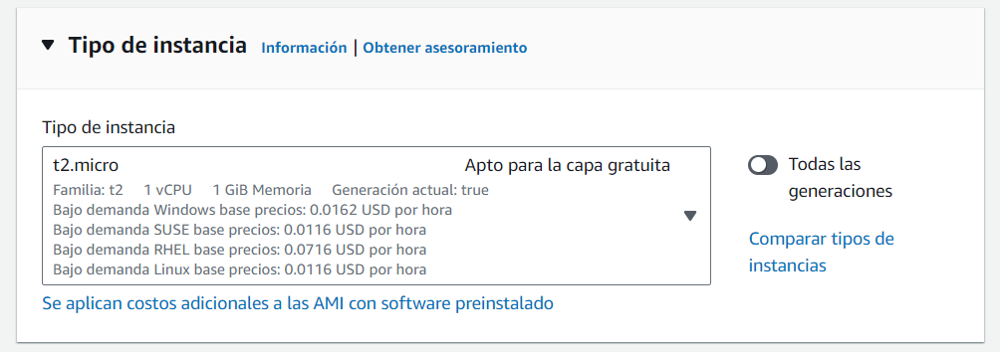 Tipo de instancia Información | Obtener asesoramiento
Tipo de instancia
t2.micro Apto para la capa gratuita
Familia: t2 1 vCPU 1 GiB Memoria Generación actual: true
Bajo demanda Windows base precios: 0.0162 USD por hora
Bajo demanda SUSE base precios: 0.0116 USD por hora
Bajo demanda RHEL base precios: 0.0716 USD por hora
Bajo demanda Linux base precios: 0.0116 USD por hora
Todas las
generaciones
Comparar tipos de
instancias
Se aplican costos adicionales a las AMI con software preinstalado